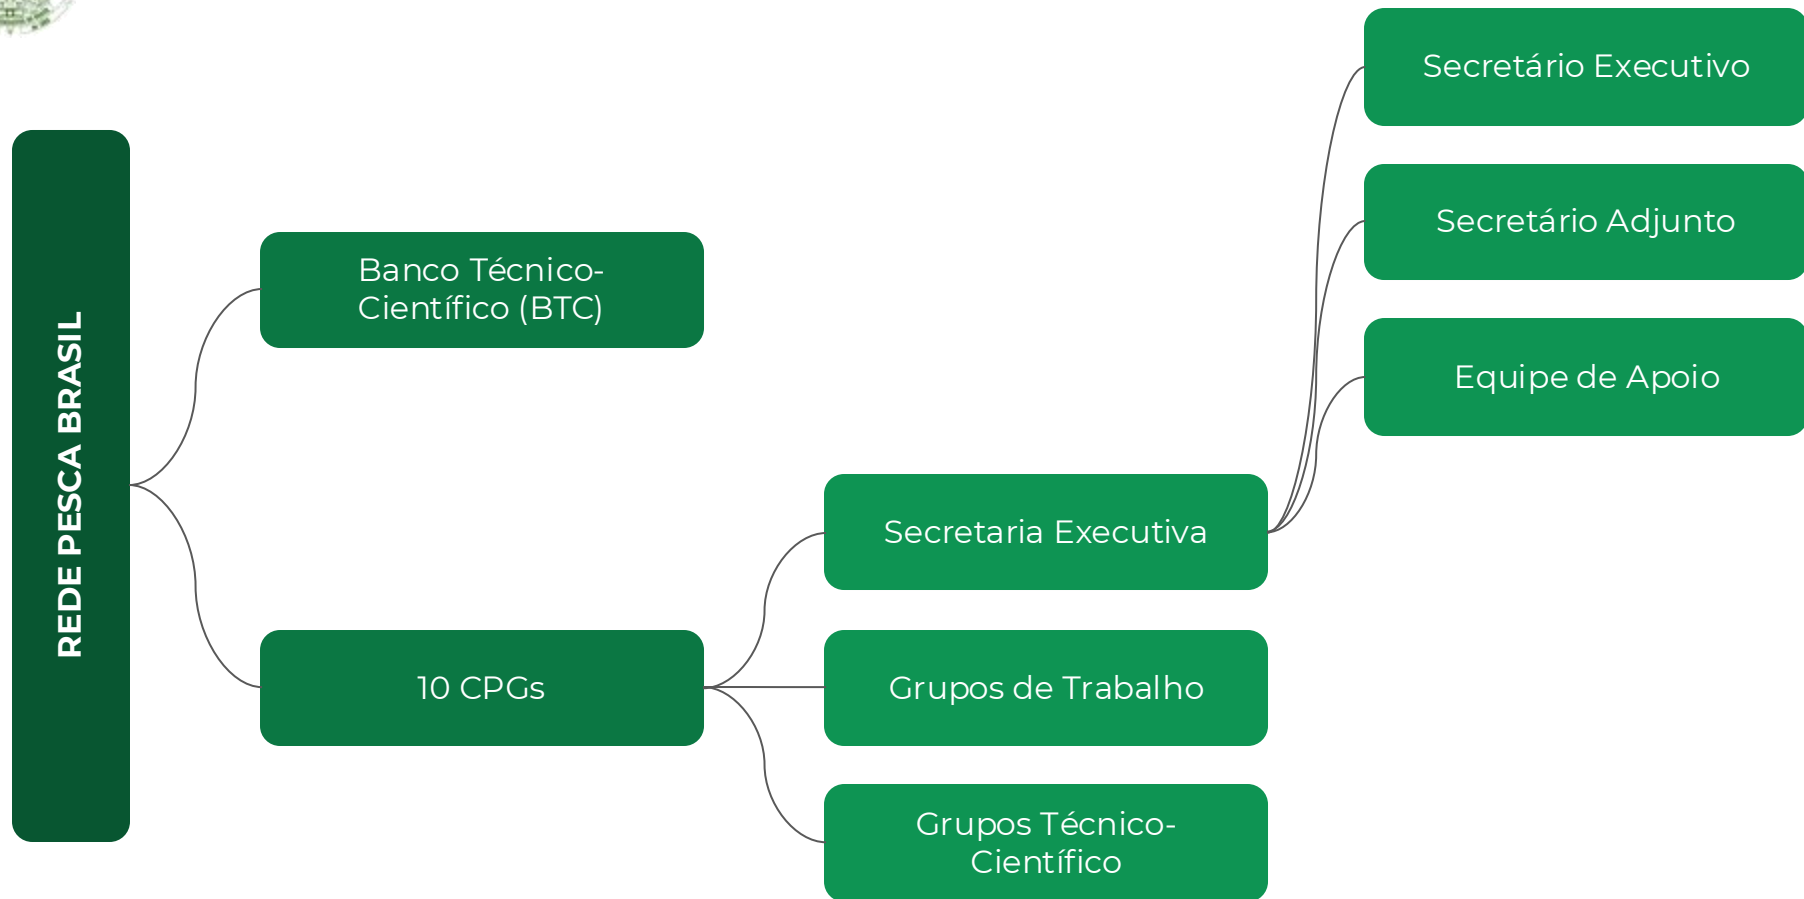 REDE PESCA BRASIL
Banco Técnico-
Científico (BTC)
10 CPGs
Secretaria Executiva
Grupos de Trabalho
Grupos Técnico-
Científico
Secretário Executivo
Secretário Adjunto
Equipe de Apoio